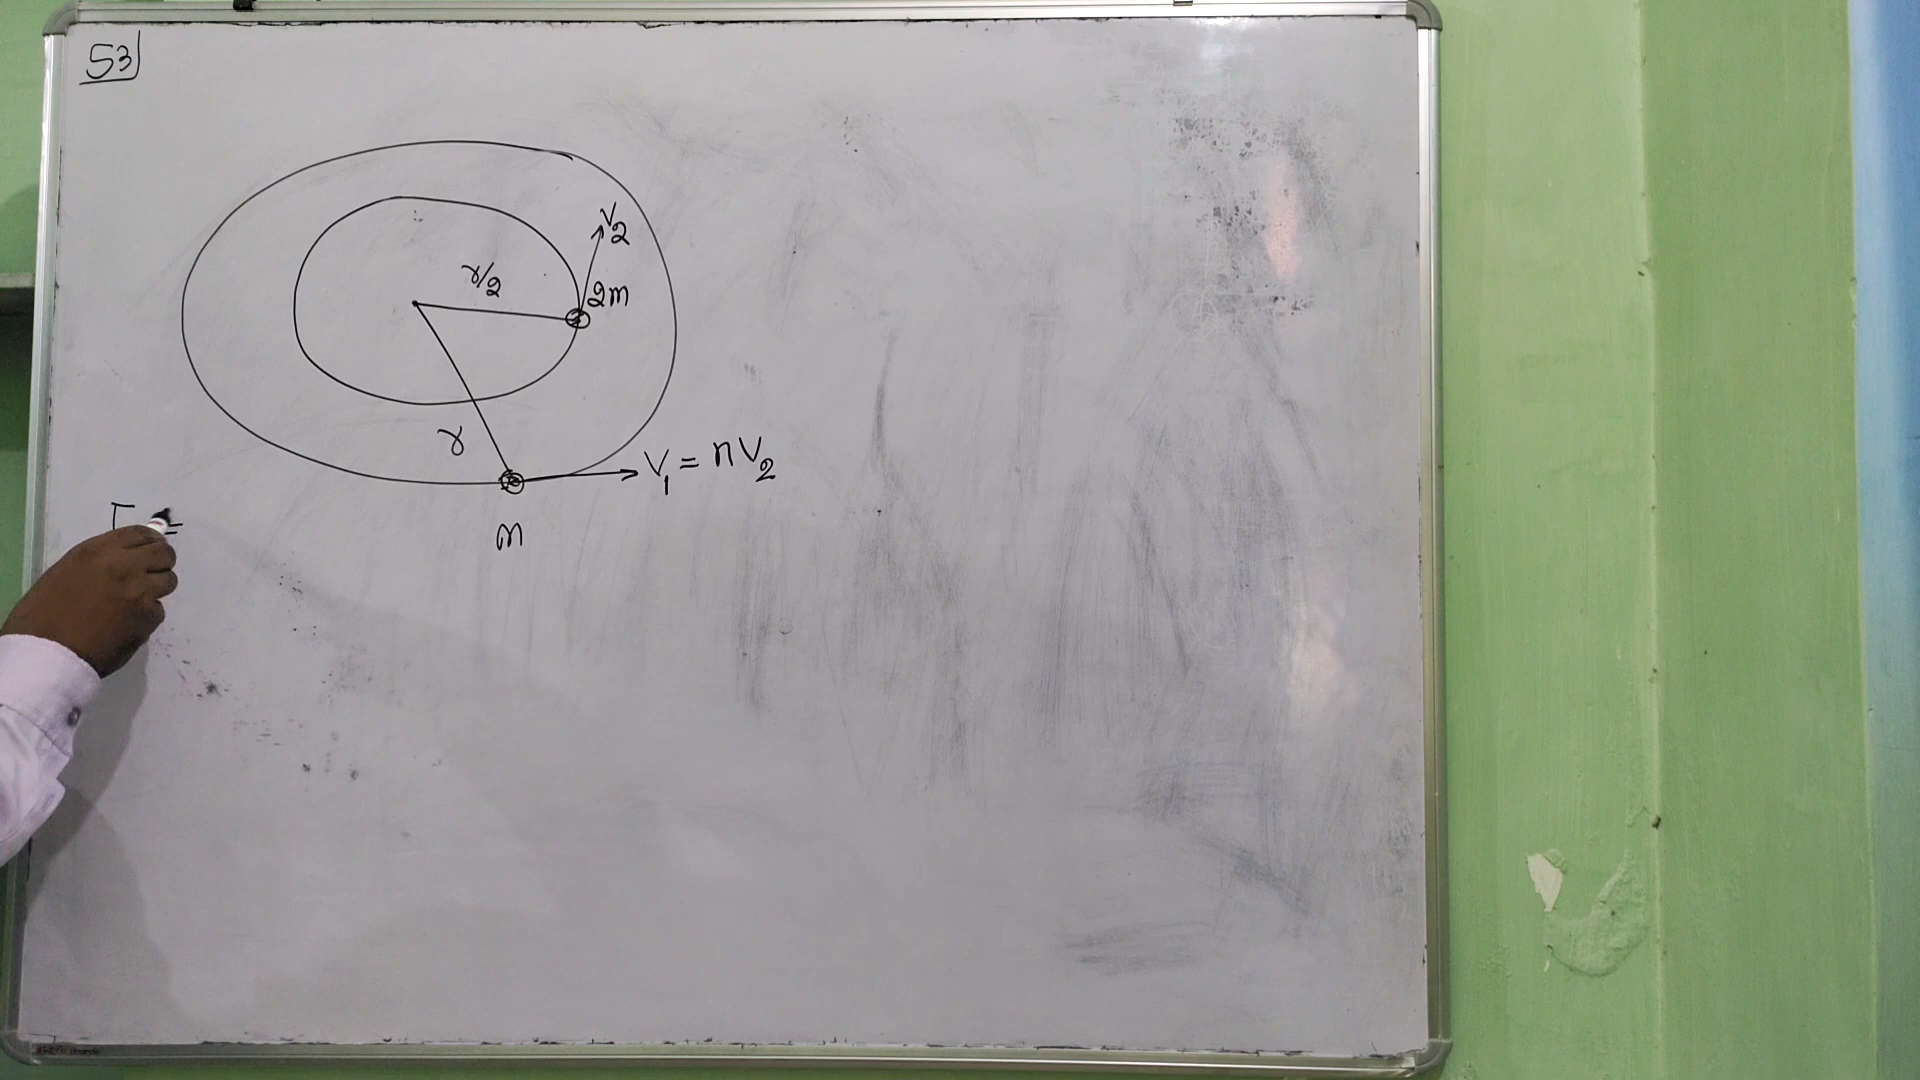 53
V2
r/2
2m
r
V1 = nV2
m
F =